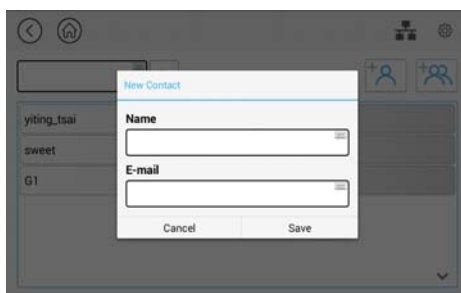 New Contact
yiting_tsai
Name
sweet
E-mail
G1
Cancel
Save